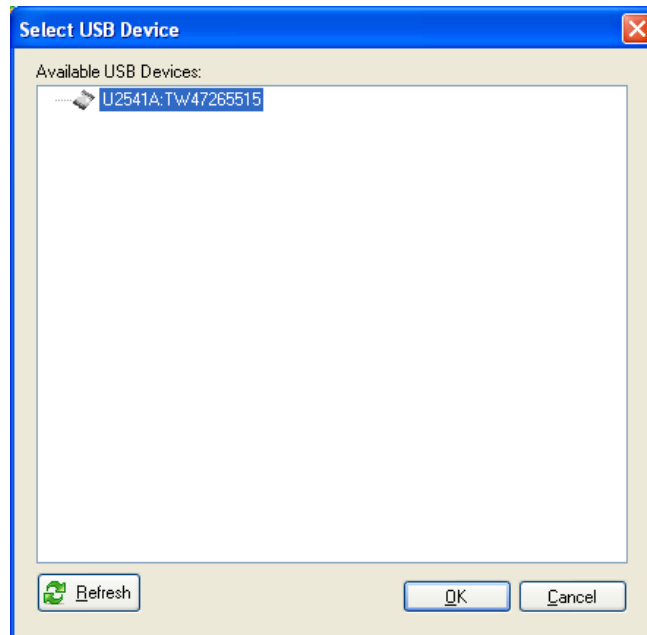 Select USB Device
Available USB Devices:
U2541A:TW47265515
Refresh
OK
Cancel